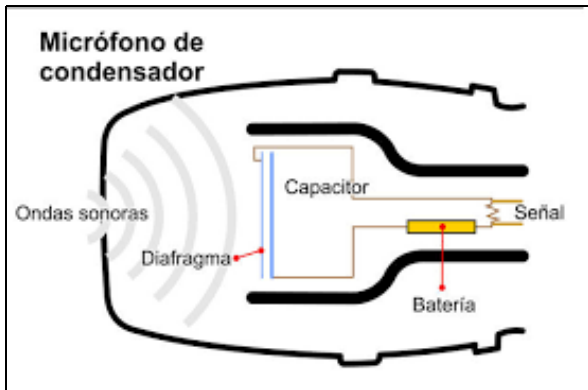 Micrófono de
condensador
Capacitor
Ondas sonoras
Señal
Diafragma
Batería